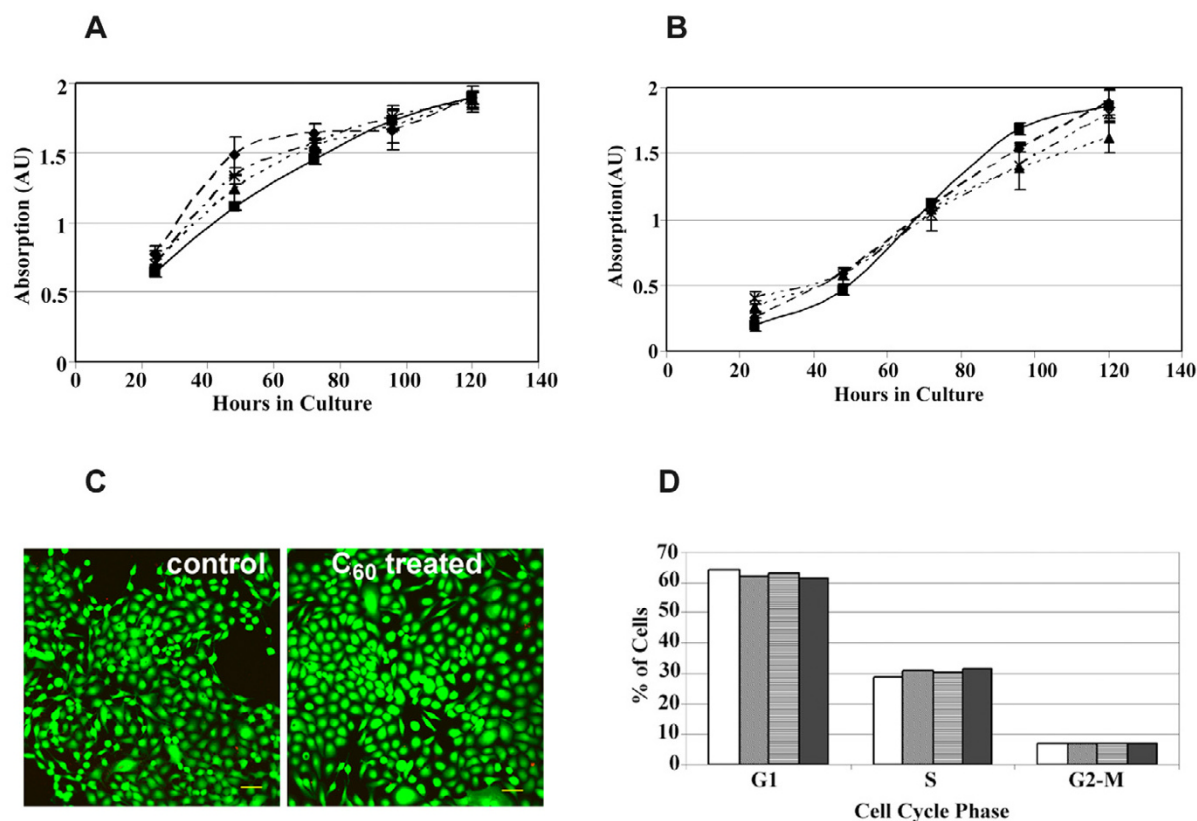 A
B
Absorption (AU)
2
1.5
1
0.5
0
0 20 40 60 80 100 120 140
Hours in Culture
Absorption(AU)
2
1.5
1
0.5
0
0 20 40 60 80 100 120 140
Hours in Culture
C
D
control
C₆₀ treated
% of Cells
70
60
50
40
30
20
10
0
G1 S G2-M
Cell Cycle Phase